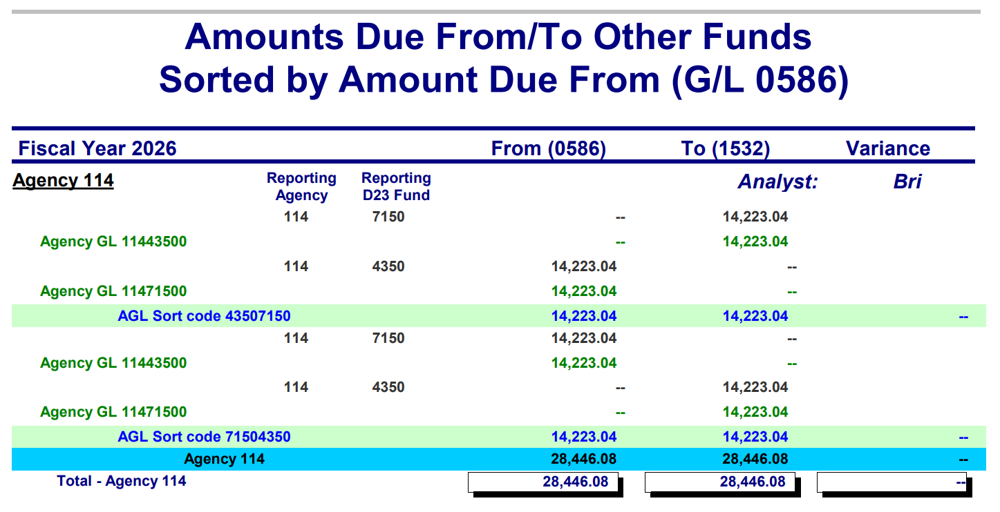 Amounts Due From/To Other Funds
Sorted by Amount Due From (G/L 0586)
Fiscal Year 2026 From (0586) To (1532) Variance
Agency 114 Reporting Agency Reporting D23 Fund Analyst: Bri
114 7150 -- 14,223.04
Agency GL 11443500 -- 14,223.04
114 4350 14,223.04 --
Agency GL 11471500 14,223.04 --
AGL Sort code 43507150 14,223.04 14,223.04 --
114 7150 14,223.04 --
Agency GL 11443500 14,223.04 --
114 4350 -- 14,223.04
Agency GL 11471500 -- 14,223.04
AGL Sort code 71504350 14,223.04 14,223.04 --
Agency 114 28,446.08 28,446.08 --
Total - Agency 114 28,446.08 28,446.08 --